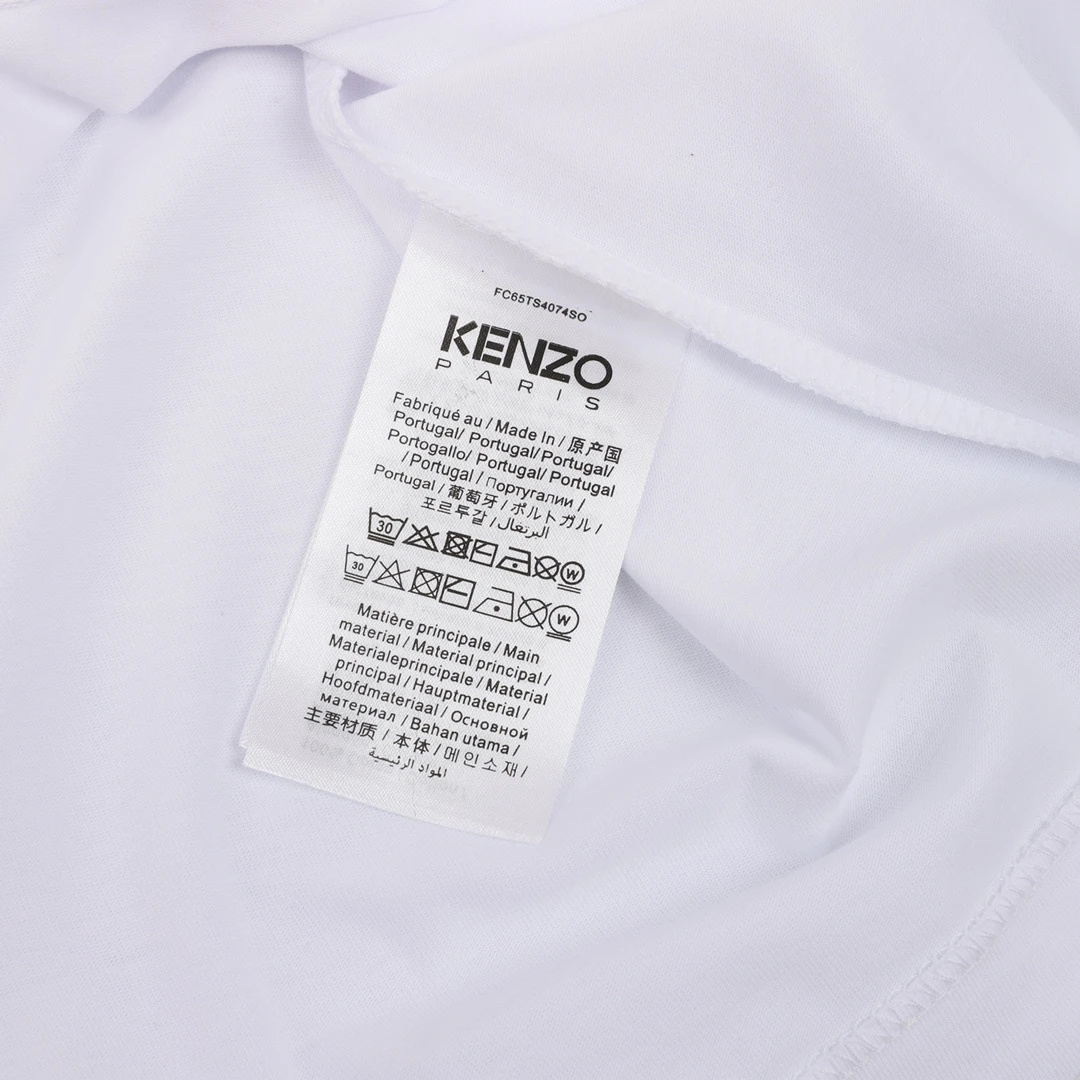 FC65TS4074SO
KENZO
PARIS
Fabriqué au / Made In / 原产国
Portugal/ Portugal/Portugal/
Portogallo/ Portugal/ Portugal
/ Portugal / Португалии /
Portugal / 葡萄牙 / ポルトガル /
포르투갈 / البرتغال
30 W
30 W
Matière principale / Main
material / Material principal /
Materialeprincipale / Material
principal / Hauptmaterial /
Hoofdmateriaal / Основной
материал / Bahan utama /
主要材质 / 本体 / 메인소재 /
المواد الرئيسية